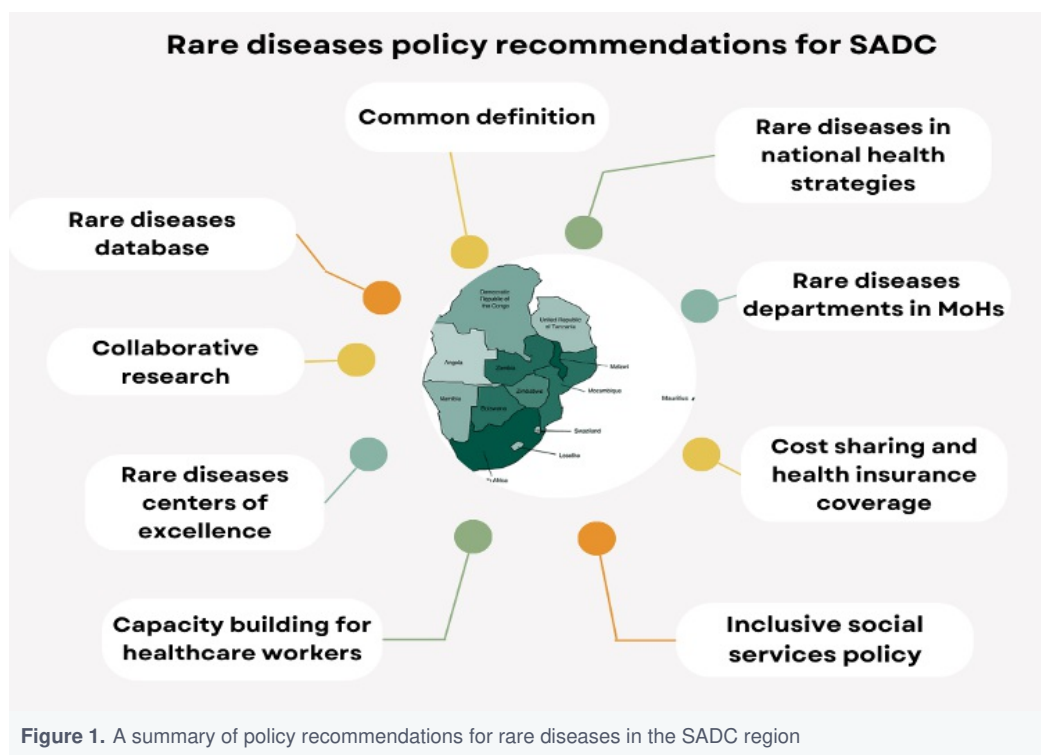 Rare diseases policy recommendations for SADC
Common definition
Rare diseases in
national health
strategies
Rare diseases
database
Rare diseases
departments in MoHs
Collaborative
research
Cost sharing and
health insurance
coverage
Rare diseases
centers of
excellence
Capacity building for
healthcare workers
Inclusive social
services policy
Democratic
Republic of
the Congo
United Republic
of Tanzania
Angola
Zambia
Malawi
Mozambique
Zimbabwe
Namibia
Botswana
Mauritius
Swaziland
Lesotho
Africa
Figure 1. A summary of policy recommendations for rare diseases in the SADC region